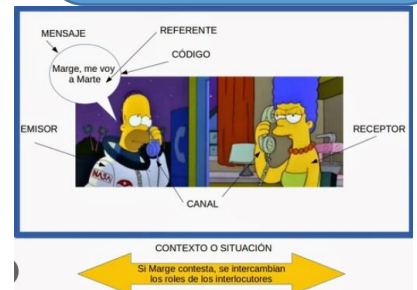 MENSAJE
REFERENTE
CÓDIGO
Marge, me voy
a Marte
EMISOR
RECEPTOR
NASA
CANAL
CONTEXTO O SITUACIÓN
Si Marge contesta, se intercambian
los roles de los interlocutores